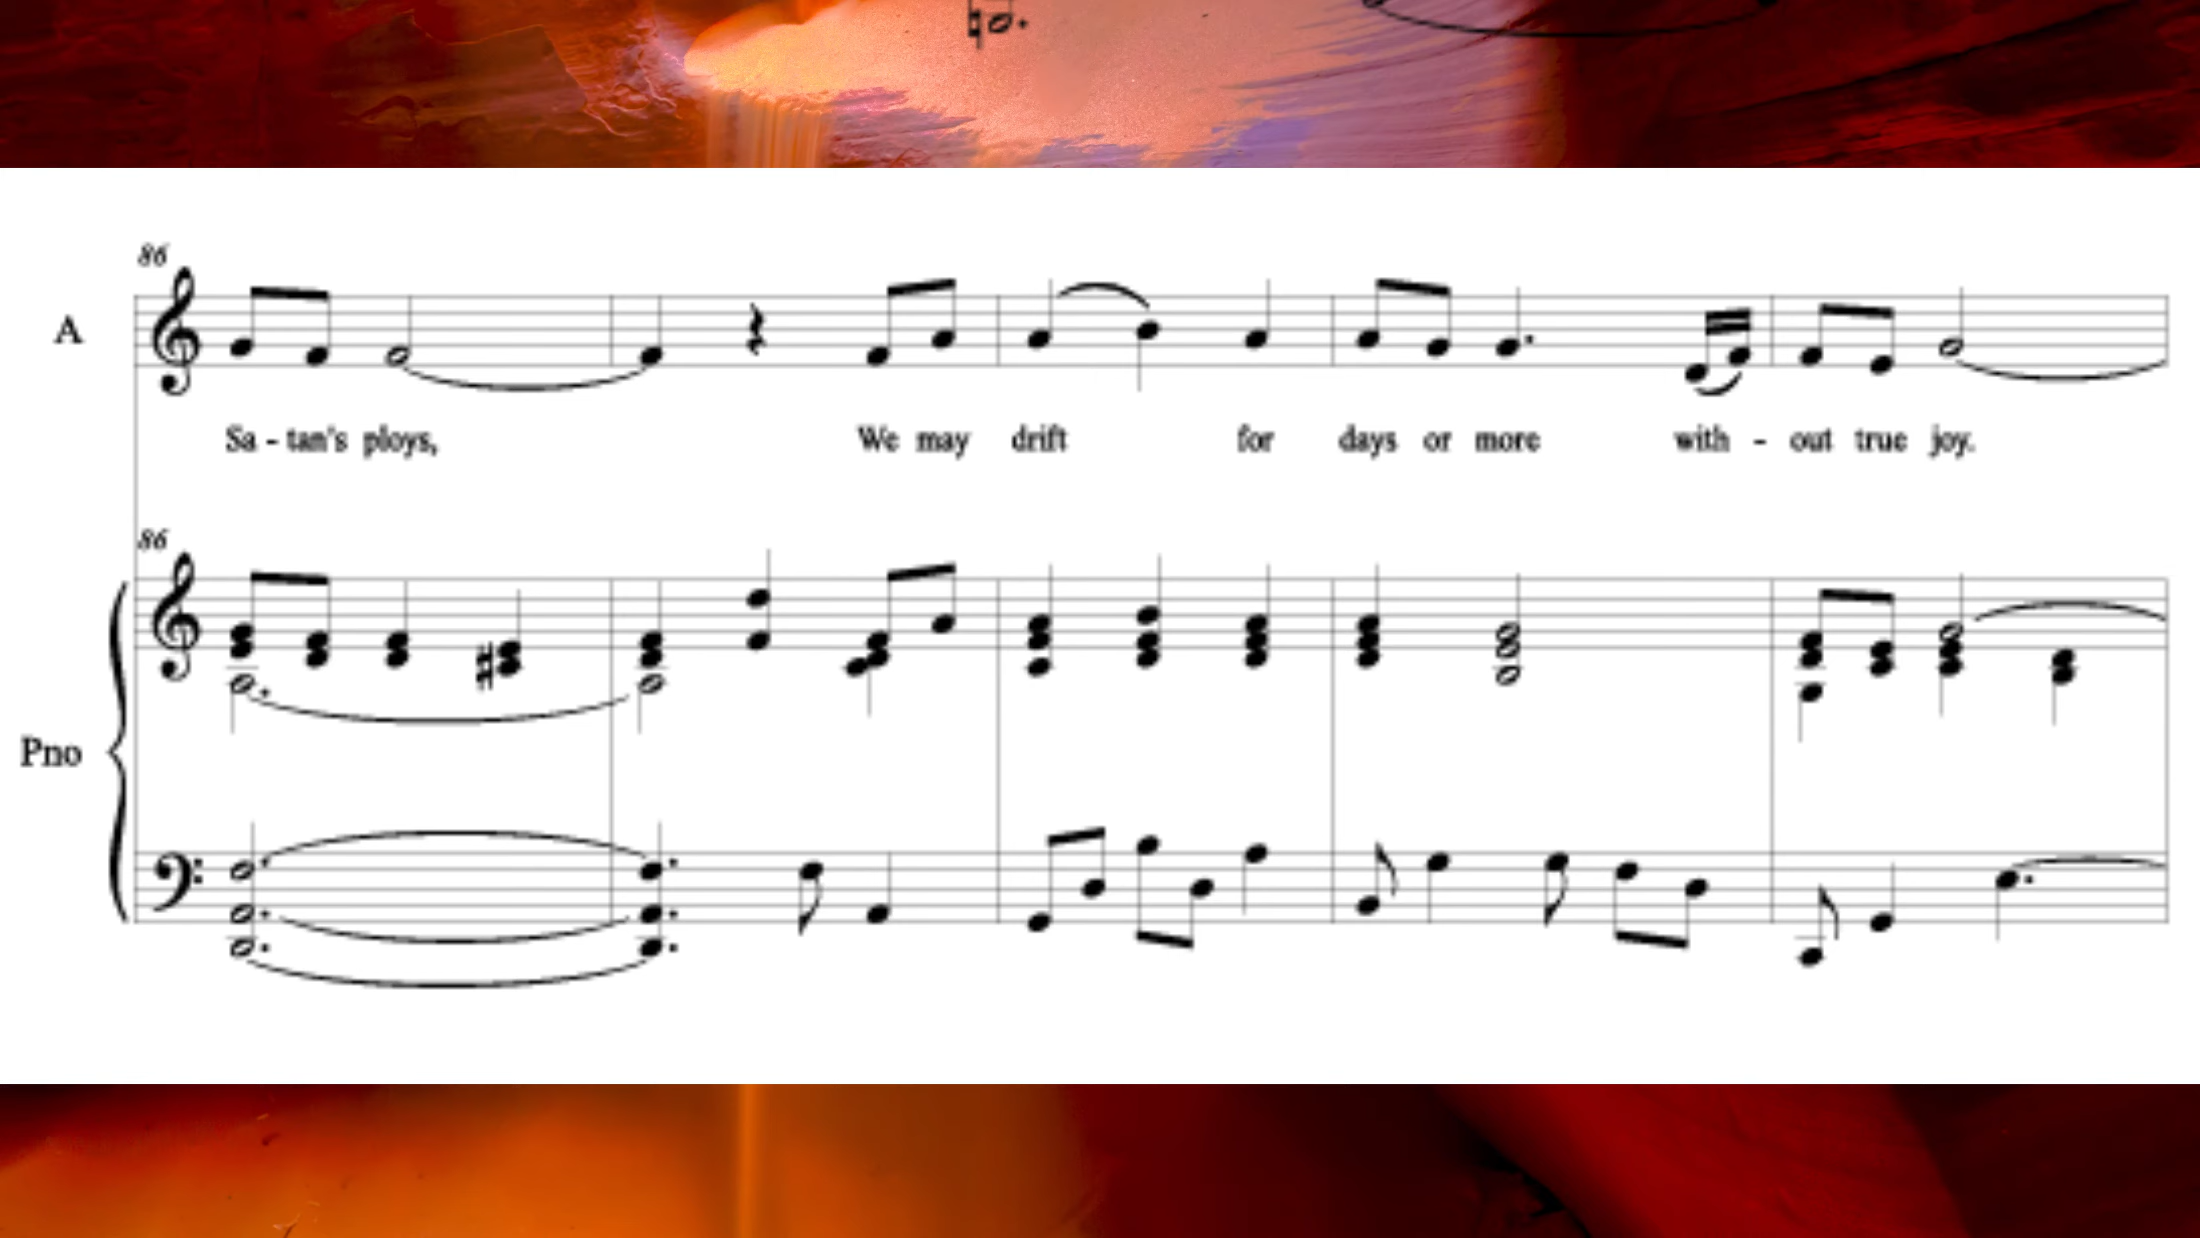 86
A
Sa - tan's ploys, We may drift for days or more with - out true joy.
86
Pno